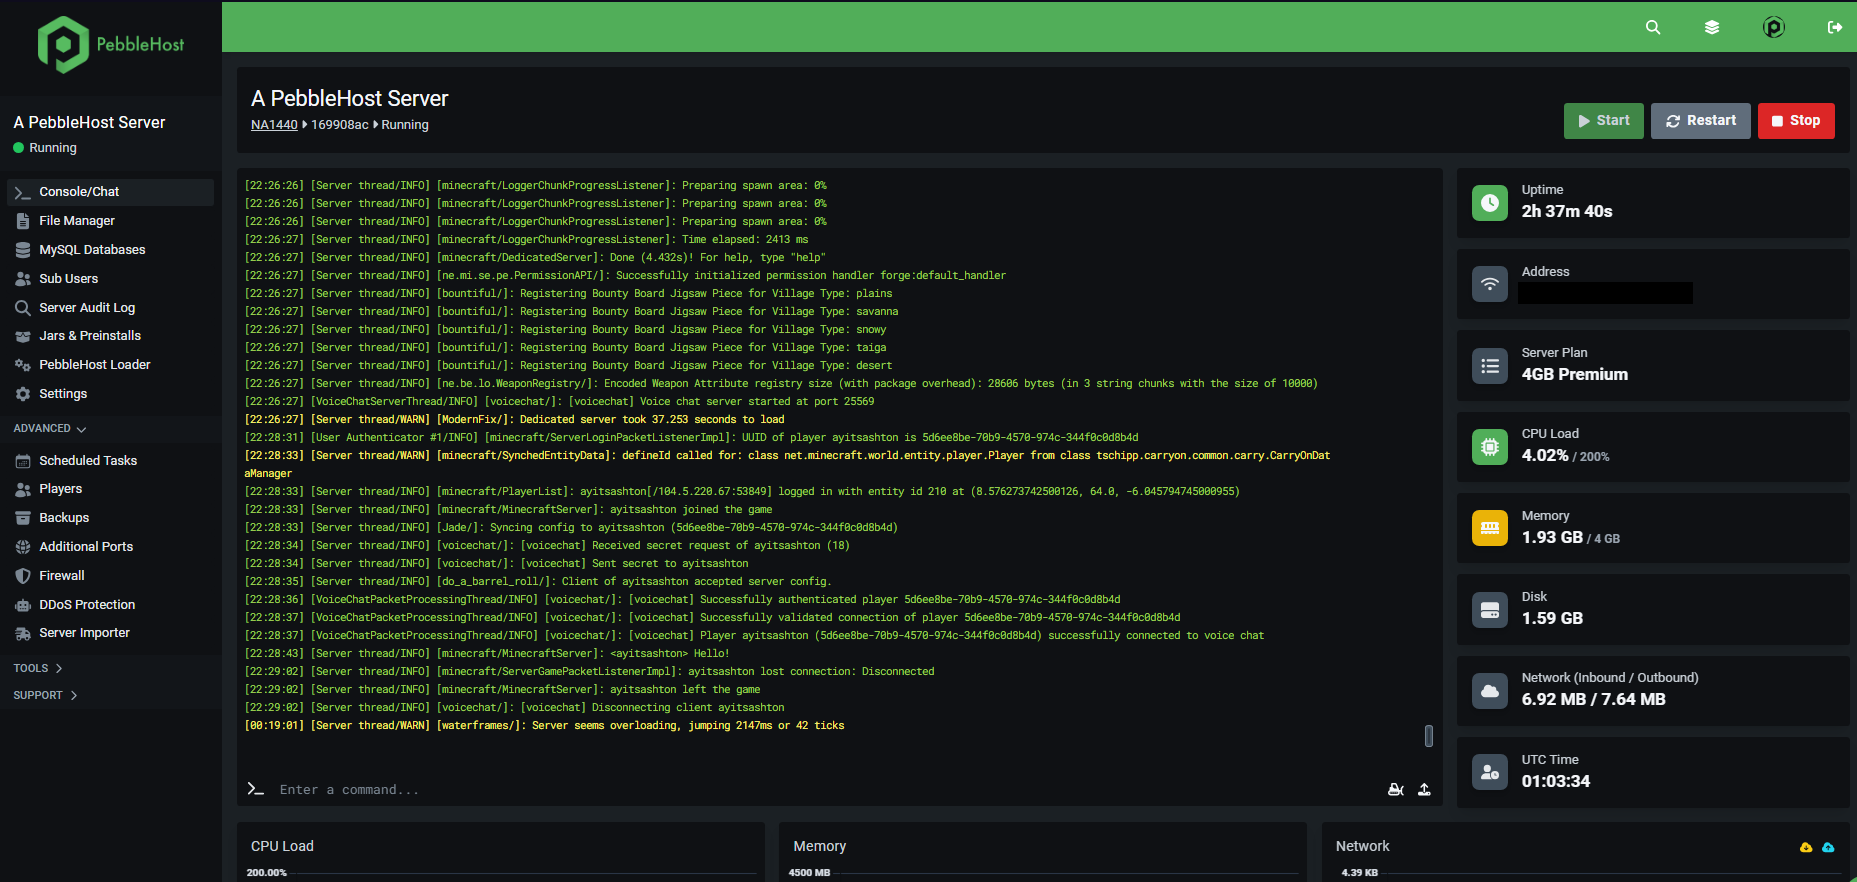 PebbleHost
A PebbleHost Server
Running
Console/Chat
File Manager
MySQL Databases
Sub Users
Server Audit Log
Jars & Preinstalls
PebbleHost Loader
Settings
ADVANCED
Scheduled Tasks
Players
Backups
Additional Ports
Firewall
DDoS Protection
Server Importer
TOOLS
SUPPORT
A PebbleHost Server
NA1440 169908ac Running
Start Restart Stop
[22:26:26] [Server thread/INFO] [minecraft/LoggerChunkProgressListener]: Preparing spawn area: 0%
[22:26:26] [Server thread/INFO] [minecraft/LoggerChunkProgressListener]: Preparing spawn area: 0%
[22:26:26] [Server thread/INFO] [minecraft/LoggerChunkProgressListener]: Preparing spawn area: 0%
[22:26:27] [Server thread/INFO] [minecraft/LoggerChunkProgressListener]: Time elapsed: 2413 ms
[22:26:27] [Server thread/INFO] [minecraft/DedicatedServer]: Done (4.432s)! For help, type "help"
[22:26:27] [Server thread/INFO] [ne.mi.se.pe.PermissionAPI/]: Successfully initialized permission handler forge:default_handler
[22:26:27] [Server thread/INFO] [bountiful/]: Registering Bounty Board Jigsaw Piece for Village Type: plains
[22:26:27] [Server thread/INFO] [bountiful/]: Registering Bounty Board Jigsaw Piece for Village Type: savanna
[22:26:27] [Server thread/INFO] [bountiful/]: Registering Bounty Board Jigsaw Piece for Village Type: snowy
[22:26:27] [Server thread/INFO] [bountiful/]: Registering Bounty Board Jigsaw Piece for Village Type: taiga
[22:26:27] [Server thread/INFO] [bountiful/]: Registering Bounty Board Jigsaw Piece for Village Type: desert
[22:26:27] [Server thread/INFO] [ne.be.lo.WeaponRegistry/]: Encoded Weapon Attribute registry size (with package overhead): 28606 bytes (in 3 string chunks with the size of 10000)
[22:26:27] [VoiceChatServerThread/INFO] [voicechat/]: [voicechat] Voice chat server started at port 25569
[22:26:27] [Server thread/WARN] [ModernFix/]: Dedicated server took 37.253 seconds to load
[22:28:31] [User Authenticator #1/INFO] [minecraft/ServerLoginPacketListenerImpl]: UUID of player ayitsashton is 5d6ee8be-70b9-4570-974c-344f0c0d8b4d
[22:28:33] [Server thread/WARN] [minecraft/SynchedEntityData]: defineId called for: class net.minecraft.world.entity.player.Player from class tschipp.carryon.common.carry.CarryOnDat
aManager
[22:28:33] [Server thread/INFO] [minecraft/PlayerList]: ayitsashton[/104.5.220.67:53849] logged in with entity id 210 at (8.576273742500126, 64.0, -6.045794745000955)
[22:28:33] [Server thread/INFO] [minecraft/MinecraftServer]: ayitsashton joined the game
[22:28:33] [Server thread/INFO] [Jade/]: Syncing config to ayitsashton (5d6ee8be-70b9-4570-974c-344f0c0d8b4d)
[22:28:34] [Server thread/INFO] [voicechat/]: [voicechat] Received secret request of ayitsashton (18)
[22:28:34] [Server thread/INFO] [voicechat/]: [voicechat] Sent secret to ayitsashton
[22:28:35] [Server thread/INFO] [do_a_barrel_roll/]: Client of ayitsashton accepted server config.
[22:28:36] [VoiceChatPacketProcessingThread/INFO] [voicechat/]: [voicechat] Successfully authenticated player 5d6ee8be-70b9-4570-974c-344f0c0d8b4d
[22:28:37] [VoiceChatPacketProcessingThread/INFO] [voicechat/]: [voicechat] Successfully validated connection of player 5d6ee8be-70b9-4570-974c-344f0c0d8b4d
[22:28:37] [VoiceChatPacketProcessingThread/INFO] [voicechat/]: [voicechat] Player ayitsashton (5d6ee8be-70b9-4570-974c-344f0c0d8b4d) successfully connected to voice chat
[22:28:43] [Server thread/INFO] [minecraft/MinecraftServer]: <ayitsashton> Hello!
[22:29:02] [Server thread/INFO] [minecraft/ServerGamePacketListenerImpl]: ayitsashton lost connection: Disconnected
[22:29:02] [Server thread/INFO] [minecraft/MinecraftServer]: ayitsashton left the game
[22:29:02] [Server thread/INFO] [voicechat/]: [voicechat] Disconnecting client ayitsashton
[00:19:01] [Server thread/WARN] [waterframes/]: Server seems overloading, jumping 2147ms or 42 ticks
Enter a command...
Uptime
2h 37m 40s
Address
Server Plan
4GB Premium
CPU Load
4.02% / 200%
Memory
1.93 GB / 4 GB
Disk
1.59 GB
Network (Inbound / Outbound)
6.92 MB / 7.64 MB
UTC Time
01:03:34
CPU Load
200.00%
Memory
4500 MB
Network
4.39 KB